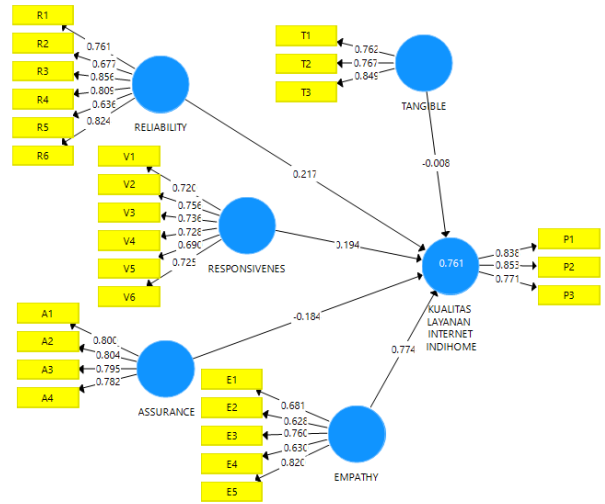 R1
R2
R3
R4
R5
R6
0.761
0.677
0.856
0.809
0.636
0.824
RELIABILITY
T1
T2
T3
0.762
0.767
0.849
TANGIBLE
-0.008
0.217
V1
V2
V3
V4
V5
V6
0.720
0.756
0.736
0.728
0.690
0.725
RESPONSIVENES
0.194
0.761
KUALITAS
LAYANAN
INTERNET
INDIHOME
0.838
0.853
0.771
P1
P2
P3
A1
A2
A3
A4
0.800
0.804
0.795
0.782
ASSURANCE
-0.184
0.774
E1
E2
E3
E4
E5
0.681
0.628
0.760
0.630
0.820
EMPATHY